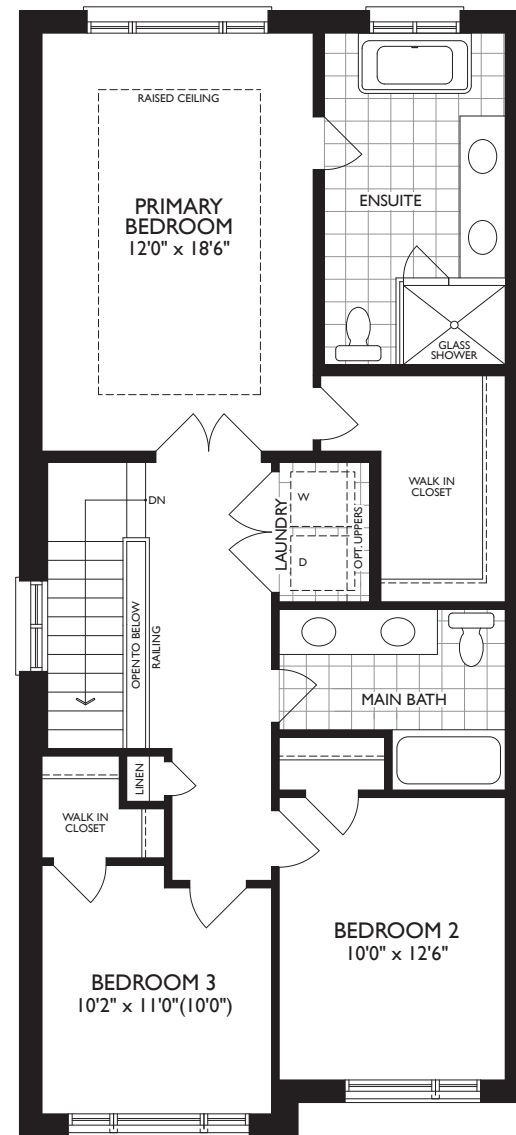 RAISED CEILING
PRIMARY
BEDROOM
12'0" x 18'6"
ENSUITE
GLASS
SHOWER
WALK IN
CLOSET
DN
LAUNDRY
W
D
OPT. UPPERS
OPEN TO BELOW
RAILING
MAIN BATH
LINEN
WALK IN
CLOSET
BEDROOM 2
10'0" x 12'6"
BEDROOM 3
10'2" x 11'0"(10'0")